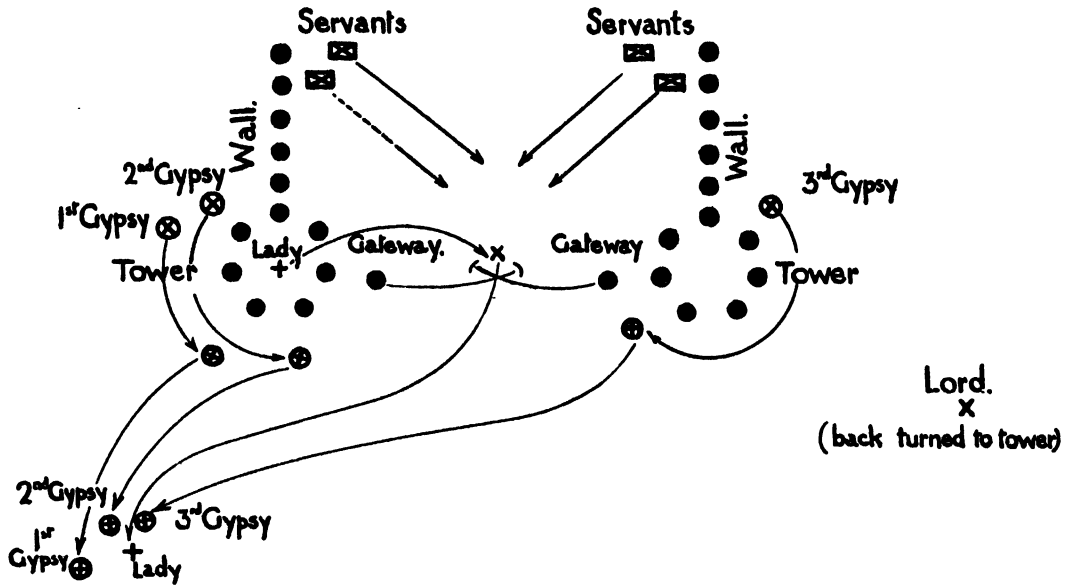 Servants
Servants
Wall.
Wall.
2nd Gypsy
3rd Gypsy
1st Gypsy
Lady
Gateway.
Gateway
Tower
Tower
Lord.
(back turned to tower)
2nd Gypsy
3rd Gypsy
1st
Gypsy
Lady